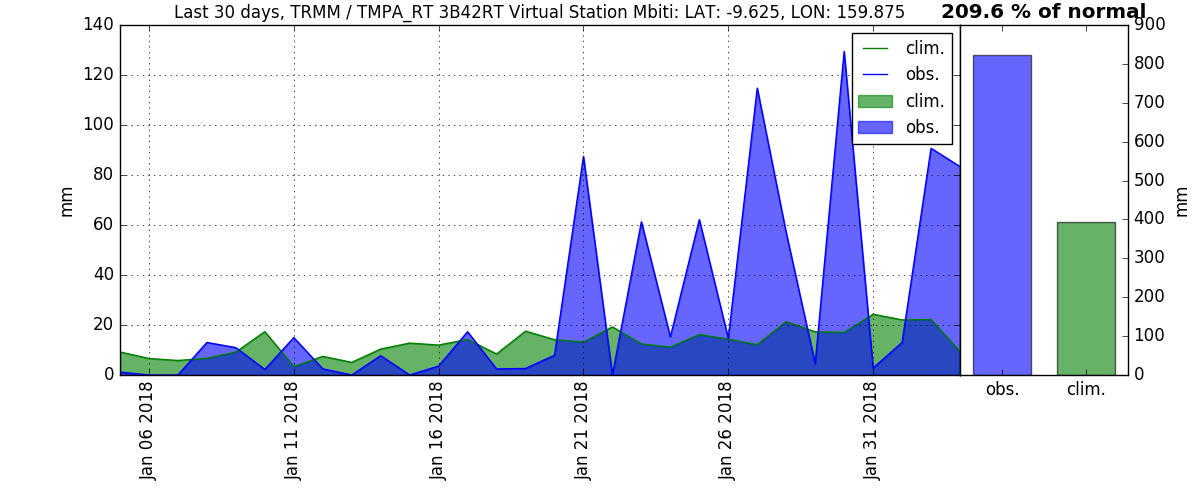 Last 30 days, TRMM / TMPA_RT 3B42RT Virtual Station Mbiti: LAT: -9.625, LON: 159.875
209.6 % of normal
140
120
100
80
60
40
20
0
mm
clim.
obs.
clim.
obs.
900
800
700
600
500
400
300
200
100
0
mm
obs.
clim.
Jan 06 2018
Jan 11 2018
Jan 16 2018
Jan 21 2018
Jan 26 2018
Jan 31 2018